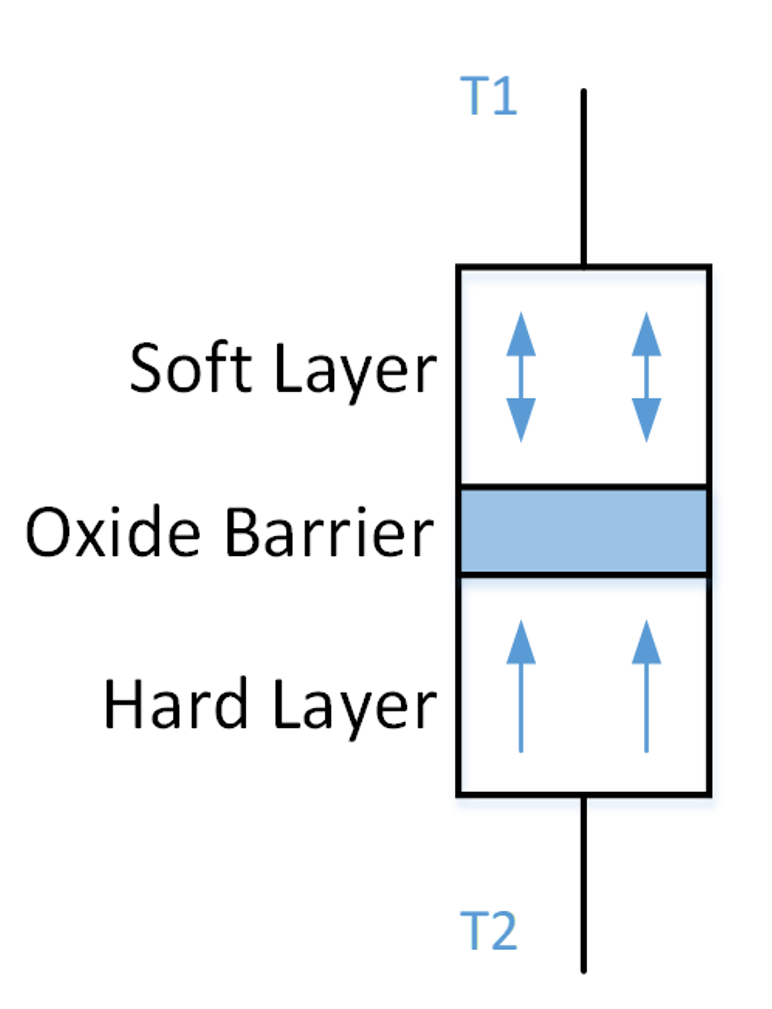 T1
Soft Layer
Oxide Barrier
Hard Layer
T2